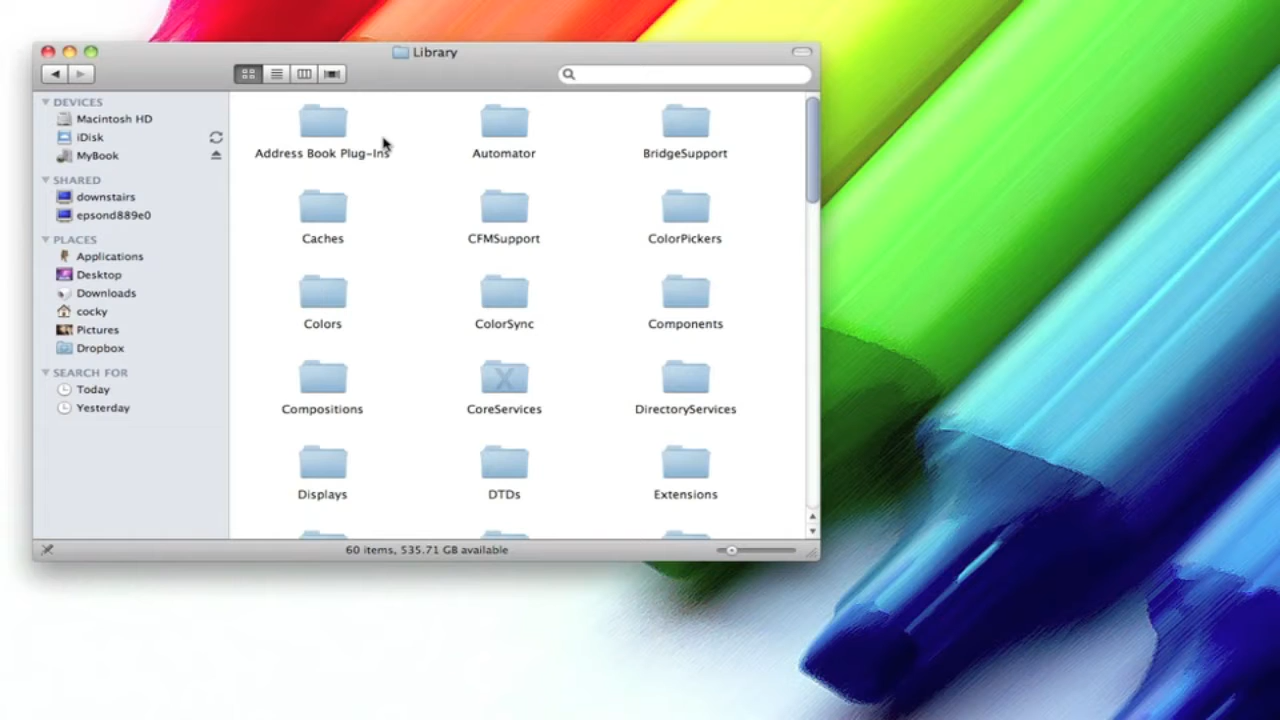 Library
DEVICES
Macintosh HD
iDisk
MyBook
SHARED
downstairs
epsond889e0
PLACES
Applications
Desktop
Downloads
cocky
Pictures
Dropbox
SEARCH FOR
Today
Yesterday
Address Book Plug-Ins Automator BridgeSupport
Caches CFMSupport ColorPickers
Colors ColorSync Components
Compositions CoreServices DirectoryServices
Displays DTDs Extensions
60 items, 535.71 GB available